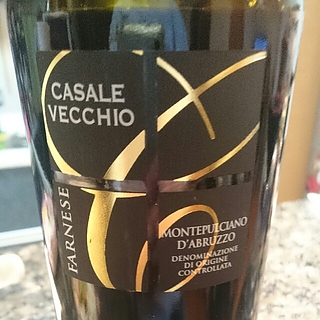 CASALE
VECCHIO
FARNESE
MONTEPULCIANO
D'ABRUZZO
DENOMINAZIONE
DI ORIGINE
CONTROLLATA